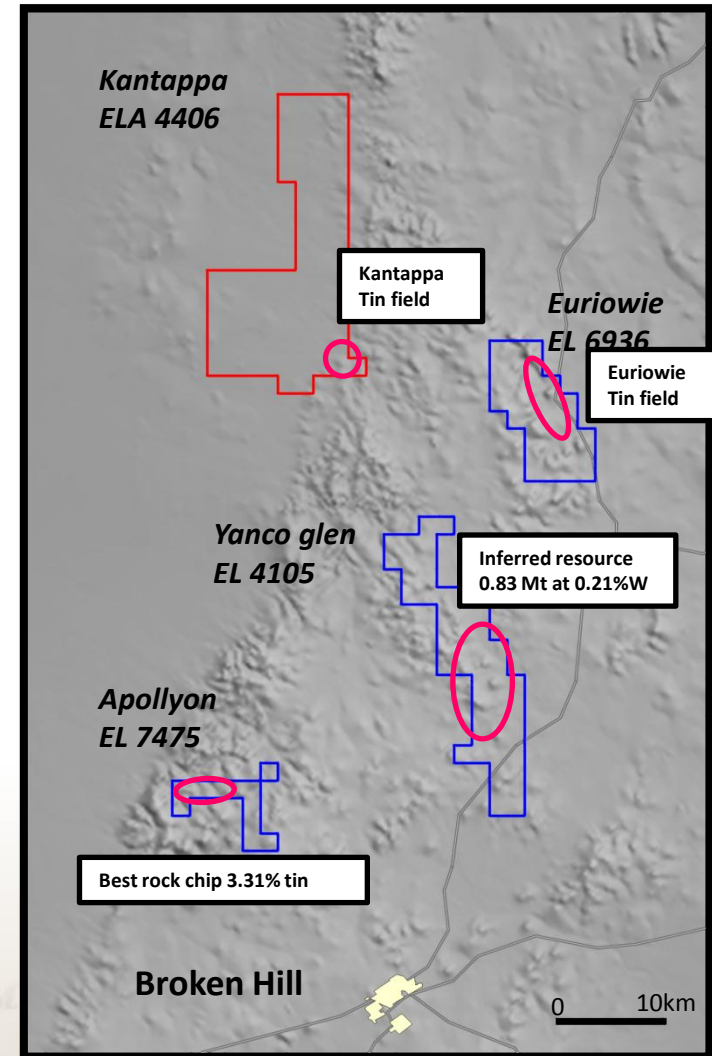 Kantappa
ELA 4406
Kantappa
Tin field
Euriowie
EL 6936
Euriowie
Tin field
Yanco glen
EL 4105
Inferred resource
0.83 Mt at 0.21%W
Apollyon
EL 7475
Best rock chip 3.31% tin
Broken Hill
0 10km